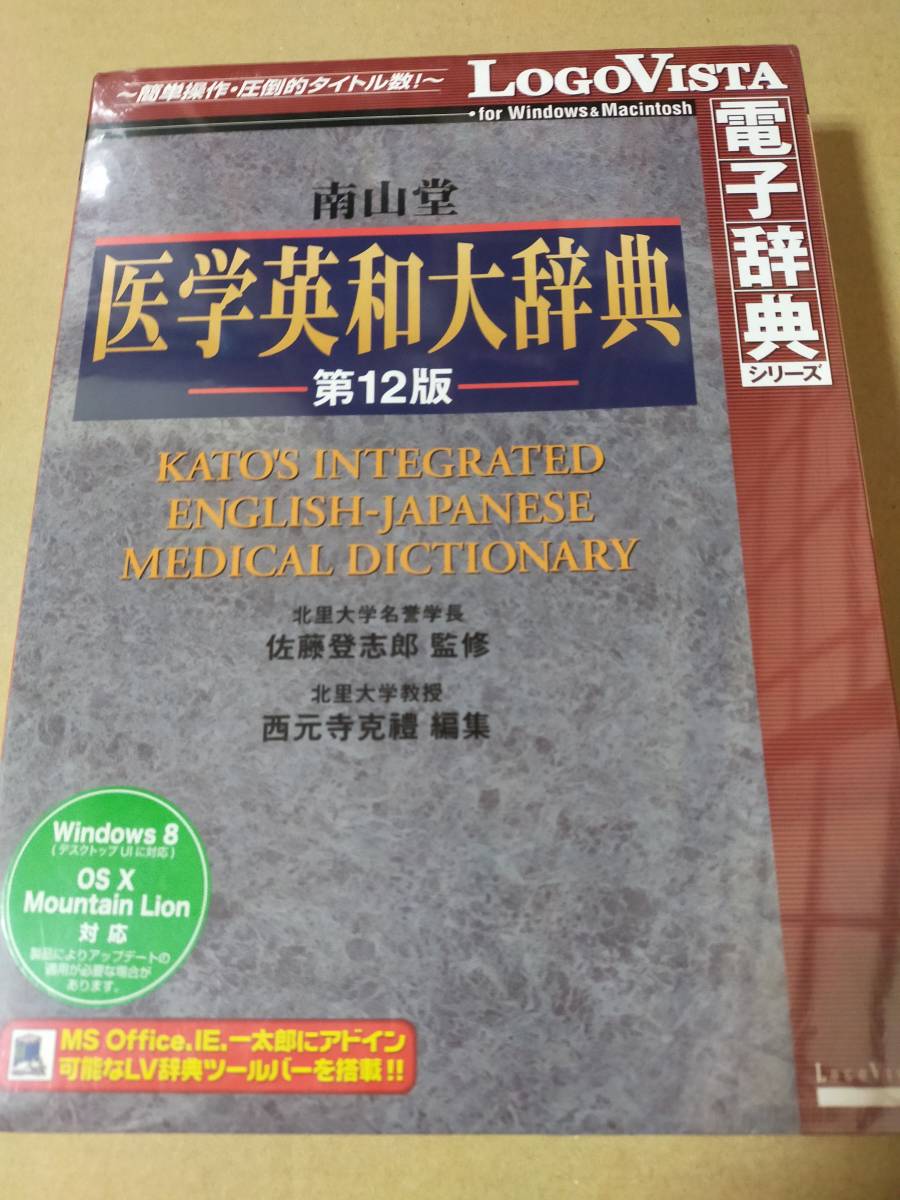 ～簡単操作・圧倒的タイトル数!～
LOGOVISTA
・for Windows&Macintosh
電子辞典
シリーズ
南山堂
医学英和大辞典
第12版
KATO'S INTEGRATED
ENGLISH-JAPANESE
MEDICAL DICTIONARY
北里大学名誉学長
佐藤登志郎 監修
北里大学教授
西元寺克禮 編集
Windows 8
(デスクトップUIに対応)
OS X
Mountain Lion
対応
製品によりアップデートの
適用が必要な場合が
あります。
MS Office、IE、一太郎にアドイン
可能なLV辞典ツールバーを搭載!!